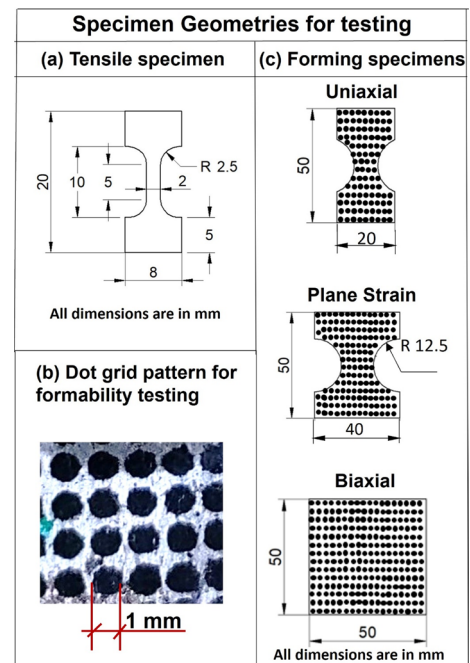 Specimen Geometries for testing
(a) Tensile specimen
20
10
5
2
R 2.5
5
8
All dimensions are in mm
(b) Dot grid pattern for
formability testing
1 mm
(c) Forming specimens
Uniaxial
50
20
Plane Strain
50
R 12.5
40
Biaxial
50
50
All dimensions are in mm